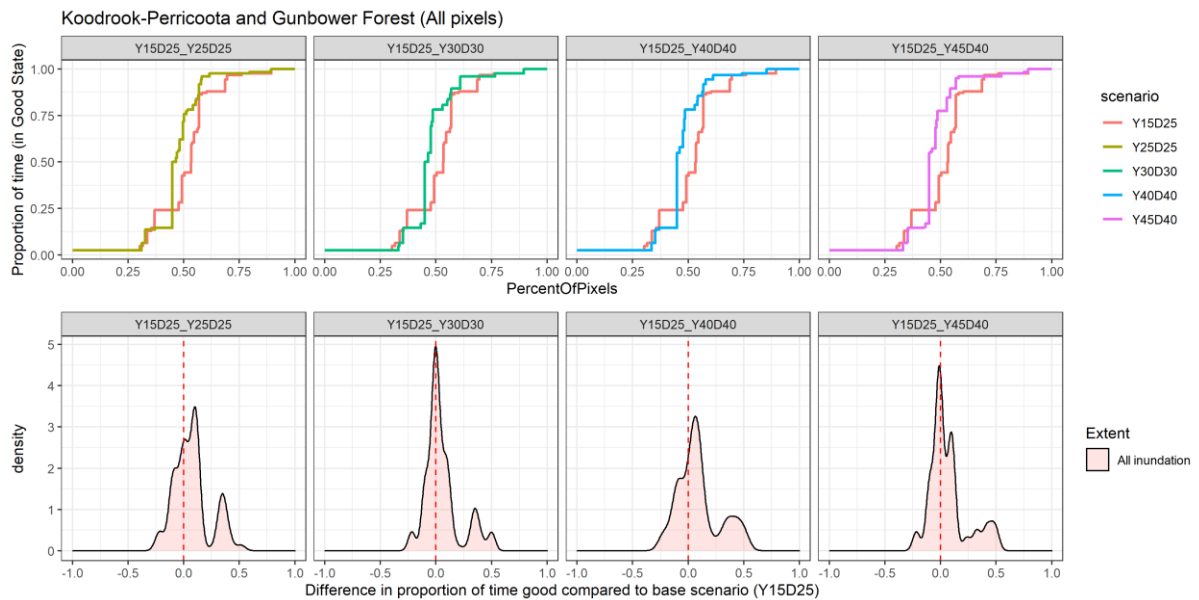 Koodrook-Perricoota and Gunbower Forest (All pixels)
Y15D25_Y25D25 Y15D25_Y30D30 Y15D25_Y40D40 Y15D25_Y45D40
Proportion of time (in Good State)
1.00
0.75
0.50
0.25
0.00
0.00 0.25 0.50 0.75 1.00 0.00 0.25 0.50 0.75 1.00 0.00 0.25 0.50 0.75 1.00 0.00 0.25 0.50 0.75 1.00
PercentOfPixels
scenario
Y15D25
Y25D25
Y30D30
Y40D40
Y45D40
Y15D25_Y25D25 Y15D25_Y30D30 Y15D25_Y40D40 Y15D25_Y45D40
density
5
4
3
2
1
0
-1.0 -0.5 0.0 0.5 1.0 -1.0 -0.5 0.0 0.5 1.0 -1.0 -0.5 0.0 0.5 1.0 -1.0 -0.5 0.0 0.5 1.0
Difference in proportion of time good compared to base scenario (Y15D25)
Extent
All inundation